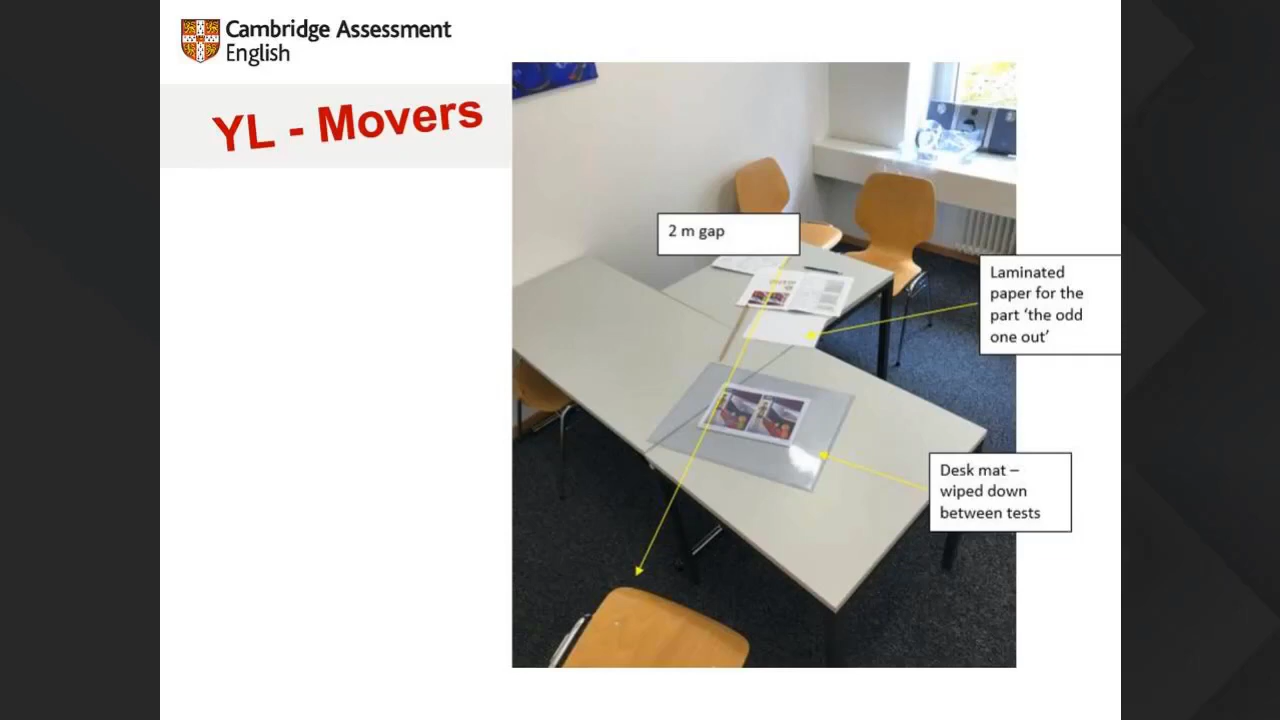 Cambridge Assessment
English
YL - Movers
2 m gap
Laminated
paper for the
part ‘the odd
one out’
Desk mat –
wiped down
between tests